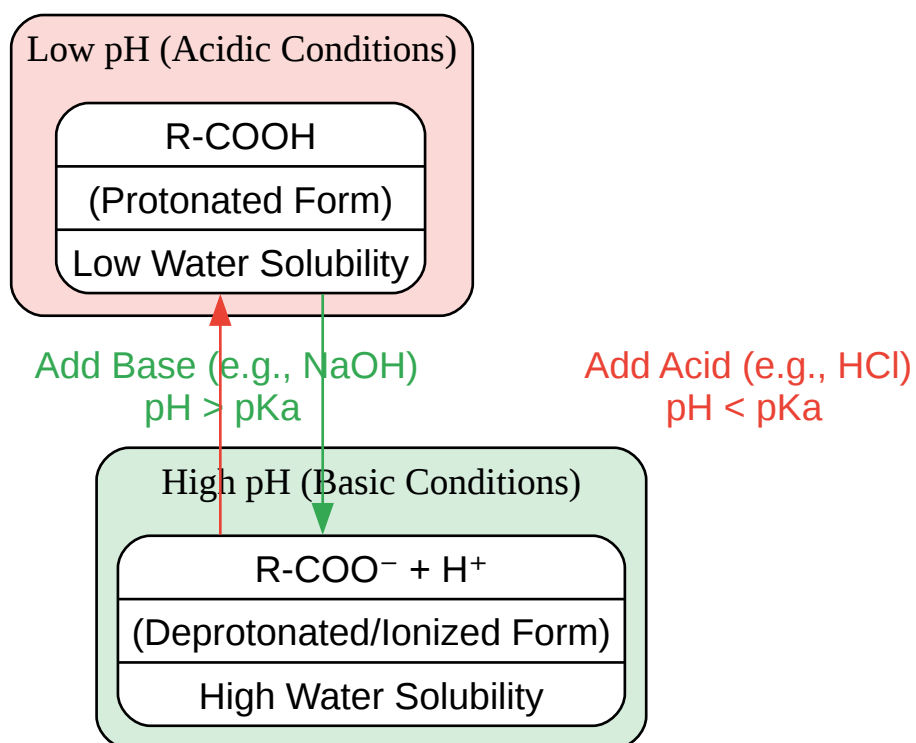 Low pH (Acidic Conditions)
R-COOH
(Protonated Form)
Low Water Solubility
Add Base (e.g., NaOH)
pH > pKa
Add Acid (e.g., HCl)
pH < pKa
High pH (Basic Conditions)
R-COO⁻ + H⁺
(Deprotonated/Ionized Form)
High Water Solubility